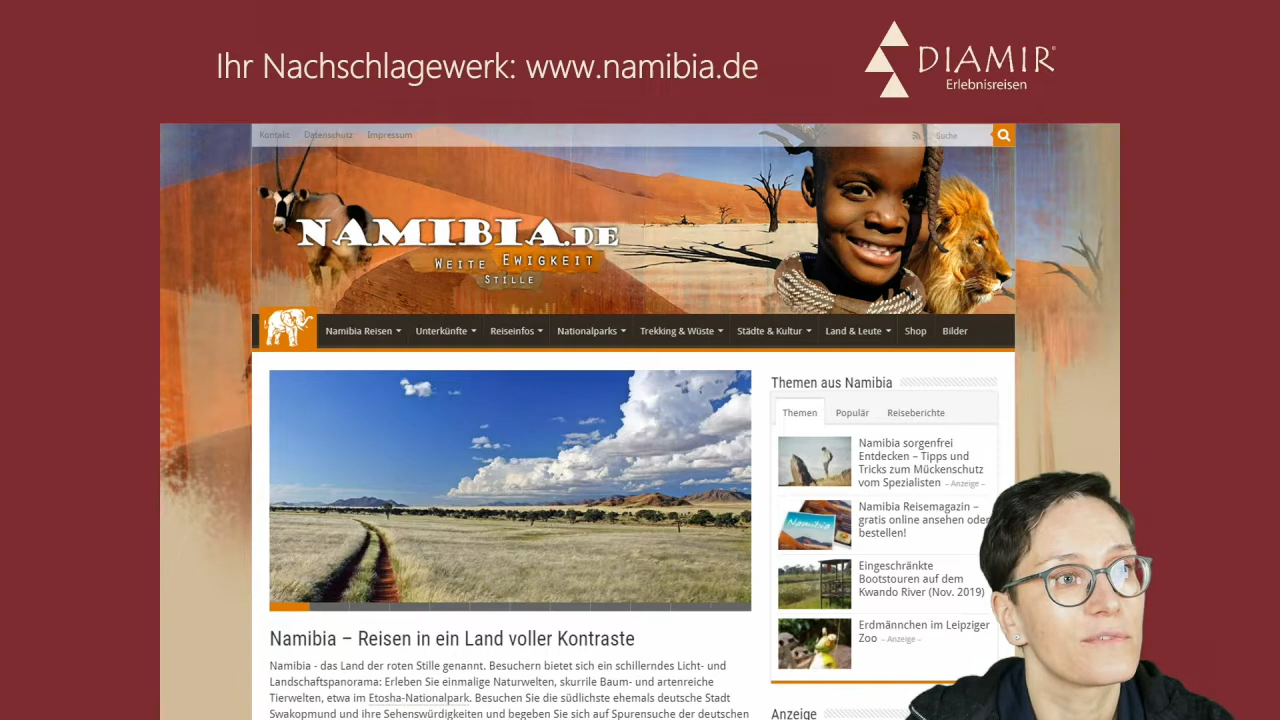 Ihr Nachschlagewerk: www.namibia.de
DIAMIR®
Erlebnisreisen
Kontakt Datenschutz Impressum
Suche
NAMIBIA.DE
WEITE EWIGKEIT
STILLE
Namibia Reisen Unterkünfte Reiseinfos Nationalparks Trekking & Wüste Städte & Kultur Land & Leute Shop Bilder
Themen aus Namibia
Themen Populär Reiseberichte
Namibia sorgenfrei
Entdecken – Tipps und
Tricks zum Mückenschutz
vom Spezialisten – Anzeige –
Namibia
Namibia Reisemagazin –
gratis online ansehen oder
bestellen!
Eingeschränkte
Bootstouren auf dem
Kwando River (Nov. 2019)
Erdmännchen im Leipziger
Zoo – Anzeige –
Anzeige
Namibia – Reisen in ein Land voller Kontraste
Namibia - das Land der roten Stille genannt. Besuchern bietet sich ein schillerndes Licht- und
Landschaftspanorama: Erleben Sie einmalige Naturwelten, skurrile Baum- und artenreiche
Tierwelten, etwa im Etosha-Nationalpark. Besuchen Sie die südlichste ehemals deutsche Stadt
Swakopmund und ihre Sehenswürdigkeiten und begeben Sie sich auf Spurensuche der deutschen